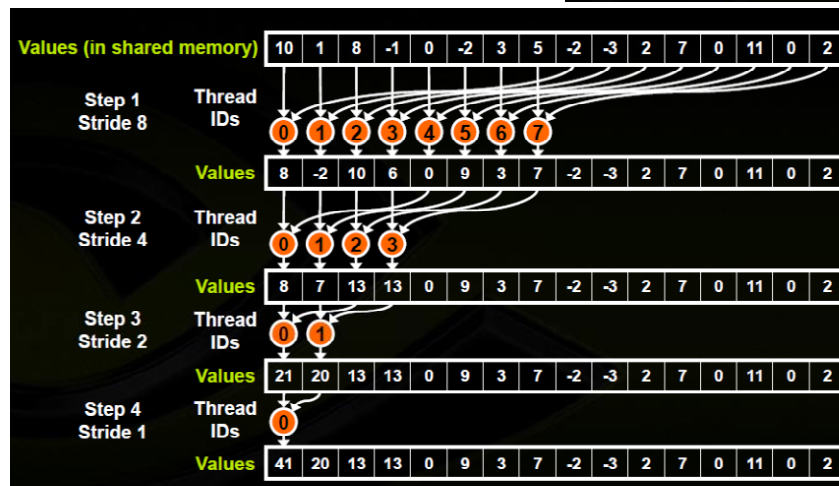 Values (in shared memory) 10 1 8 -1 0 -2 3 5 -2 -3 2 7 0 11 0 2
Step 1 Stride 8 Thread IDs 0 1 2 3 4 5 6 7
Values 8 -2 10 6 0 9 3 7 -2 -3 2 7 0 11 0 2
Step 2 Stride 4 Thread IDs 0 1 2 3
Values 8 7 13 13 0 9 3 7 -2 -3 2 7 0 11 0 2
Step 3 Stride 2 Thread IDs 0 1
Values 21 20 13 13 0 9 3 7 -2 -3 2 7 0 11 0 2
Step 4 Stride 1 Thread IDs 0
Values 41 20 13 13 0 9 3 7 -2 -3 2 7 0 11 0 2